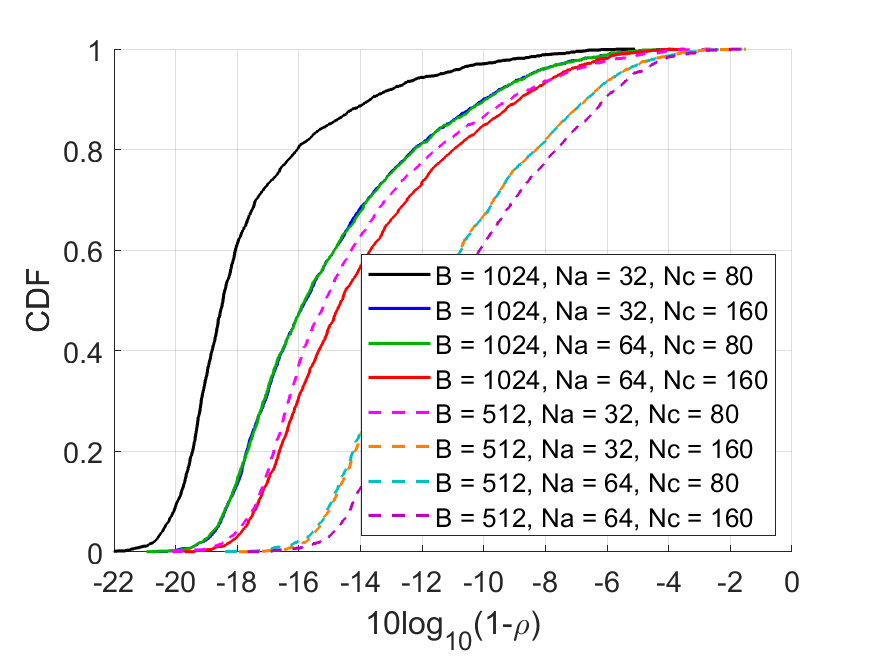 CDF
1
0.8
0.6
0.4
0.2
0
B = 1024, Na = 32, Nc = 80
B = 1024, Na = 32, Nc = 160
B = 1024, Na = 64, Nc = 80
B = 1024, Na = 64, Nc = 160
B = 512, Na = 32, Nc = 80
B = 512, Na = 32, Nc = 160
B = 512, Na = 64, Nc = 80
B = 512, Na = 64, Nc = 160
-22 -20 -18 -16 -14 -12 -10 -8 -6 -4 -2 0
10log₁₀(1-ρ)